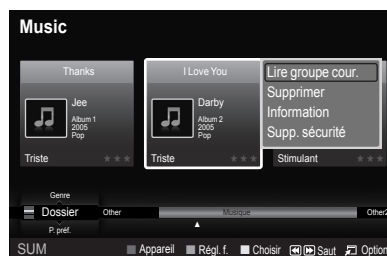 Music
Thanks
Jee
Album 1
2005
Pop
Triste
I Love You
Darby
Album 2
2005
Pop
Triste
Lire groupe cour.
Supprimer
Information
Supp. sécurité
Stimulant
Genre
Dossier
Other
Musique
Other2
P. préf.
SUM
Appareil
Régl. f.
Choisir
Saut
Option